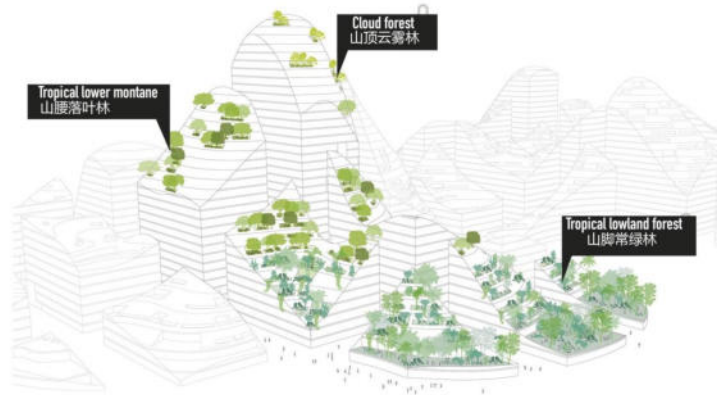 Cloud forest
山顶云雾林
Tropical lower montane
山腰落叶林
Tropical lowland forest
山脚常绿林